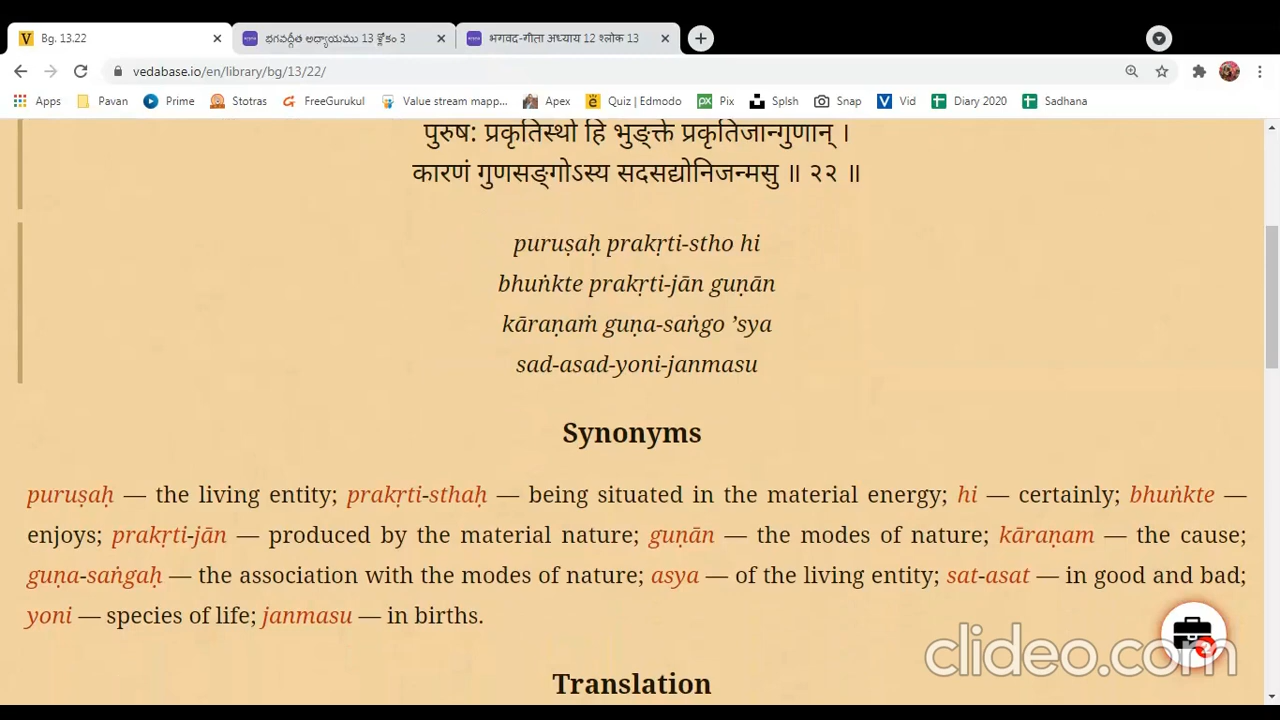 Bg. 13.22
భగవద్గీత అధ్యాయము 13 శ్లోకం 3
भगवद-गीता अध्याय 12 श्लोक 13
vedabase.io/en/library/bg/13/22/
Apps Pavan Prime Stotras FreeGurukul Value stream mapp... Apex Quiz | Edmodo Pix Splsh Snap Vid Diary 2020 Sadhana
पुरुष: प्रकृतिस्थो हि भुङ्क्ते प्रकृतिजान्गुणान् ।
कारणं गुणसङ्गोऽस्य सदसद्योनिजन्मसु ॥ २२ ॥
puruṣaḥ prakṛti-stho hi
bhuṅkte prakṛti-jān guṇān
kāraṇaṁ guṇa-saṅgo ’sya
sad-asad-yoni-janmasu
Synonyms
puruṣaḥ — the living entity; prakṛti-sthaḥ — being situated in the material energy; hi — certainly; bhuṅkte —
enjoys; prakṛti-jān — produced by the material nature; guṇān — the modes of nature; kāraṇam — the cause;
guṇa-saṅgaḥ — the association with the modes of nature; asya — of the living entity; sat-asat — in good and bad;
yoni — species of life; janmasu — in births.
clideo.com
Translation